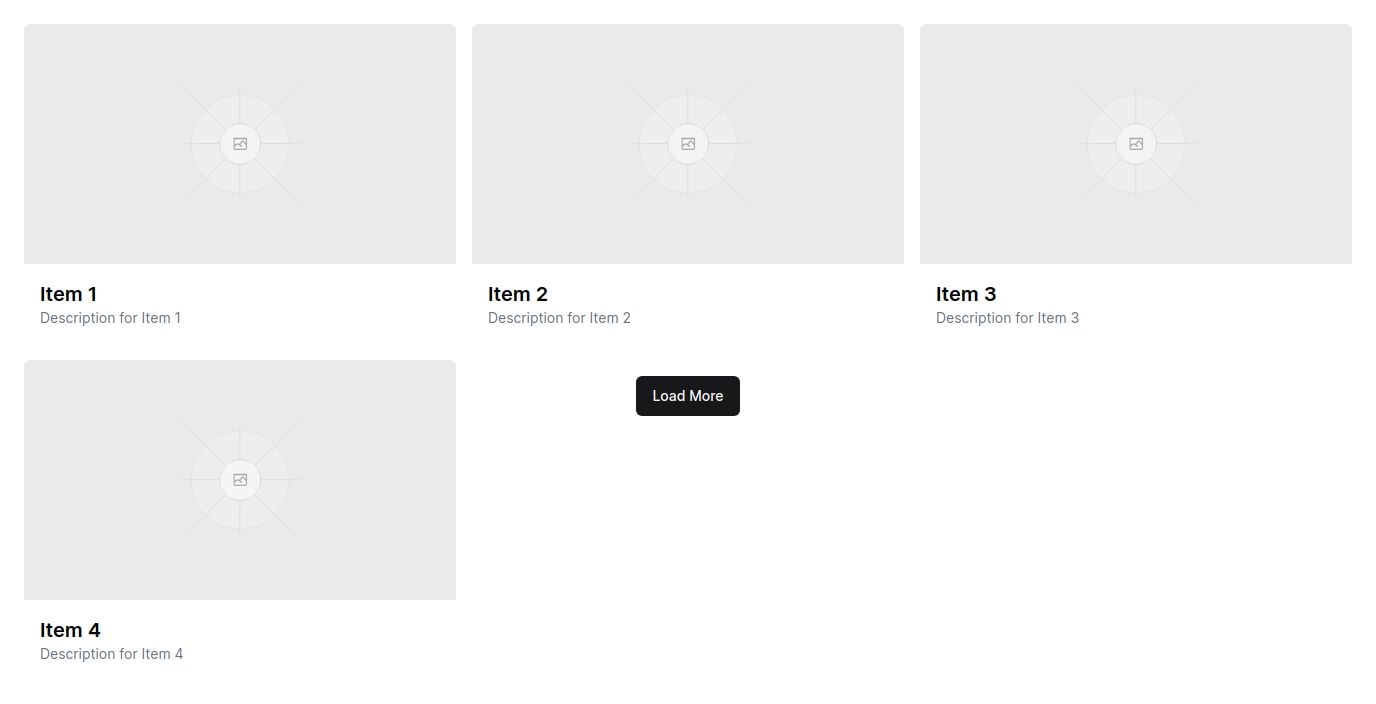 Item 1
Description for Item 1
Item 2
Description for Item 2
Item 3
Description for Item 3
Item 4
Description for Item 4
Load More